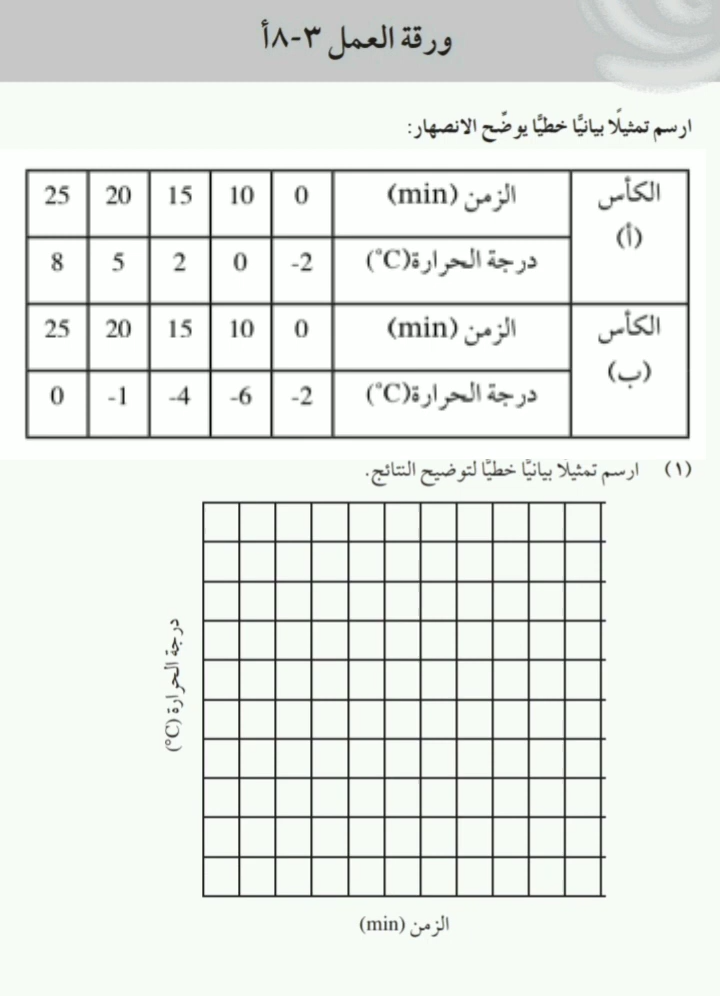 ورقة العمل ٣-٨أ
ارسم تمثيلًا بيانيًّا خطيًّا يوضّح الانصهار:
الكأس (أ) الزمن (min) 0 10 15 20 25
درجة الحرارة(°C) -2 0 2 5 8
الكأس (ب) الزمن (min) 0 10 15 20 25
درجة الحرارة(°C) -2 -6 -4 -1 0
(١) ارسم تمثيلًا بيانيًّا خطيًّا لتوضيح النتائج.
درجة الحرارة (°C)
الزمن (min)